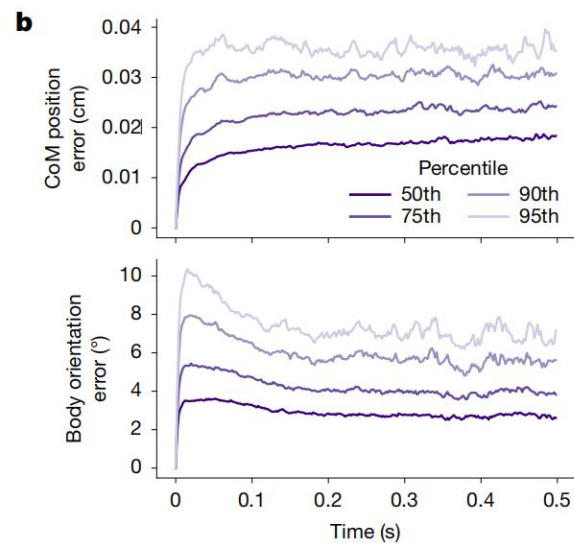 b
0.04
0.03
0.02
0.01
0
CoM position
error (cm)
Percentile
50th 90th
75th 95th
10
8
6
4
2
0
Body orientation
error (°)
0 0.1 0.2 0.3 0.4 0.5
Time (s)